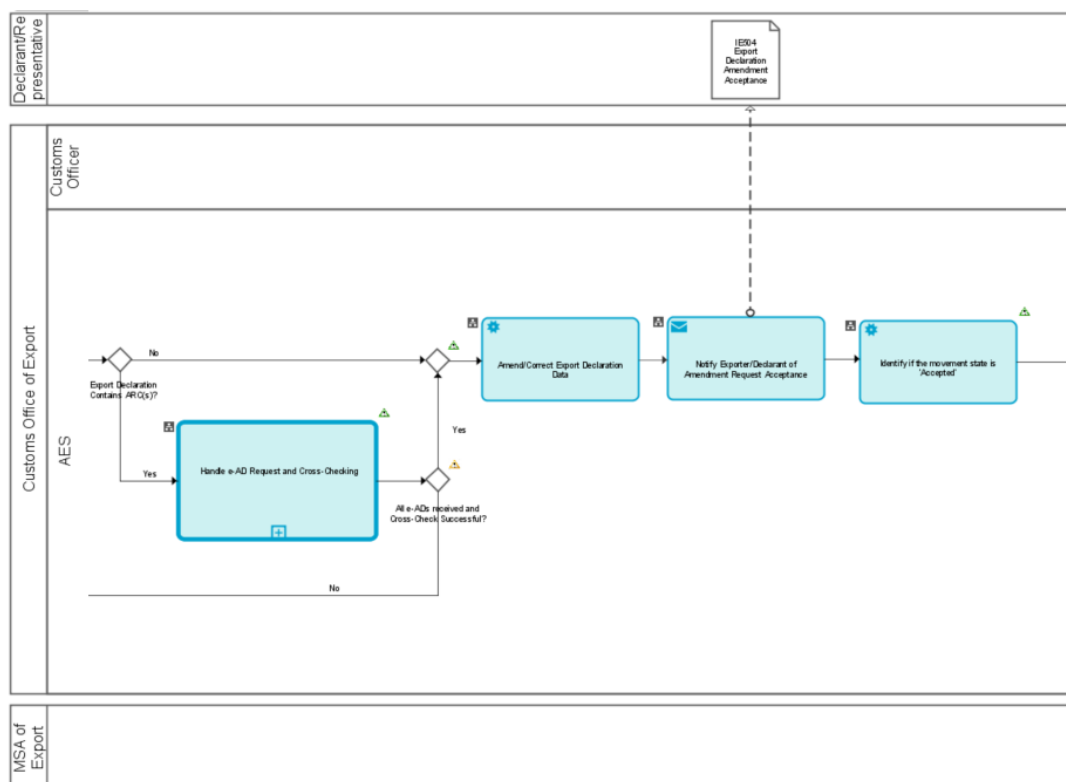 Declarant/Re
presentative
IE504
Export
Declaration
Amendment
Acceptance
Customs Office of Export
Customs
Officer
AES
No
Export Declaration
Contains ARC(s)?
Yes
Handle e-AD Request and Cross-Checking
Yes
All e-ADs received and
Cross-Check Successful?
No
Amend/Correct Export Declaration
Data
Notify Exporter/Declarant of
Amendment Request Acceptance
Identify if the movement state is
'Accepted'
MSA of
Export